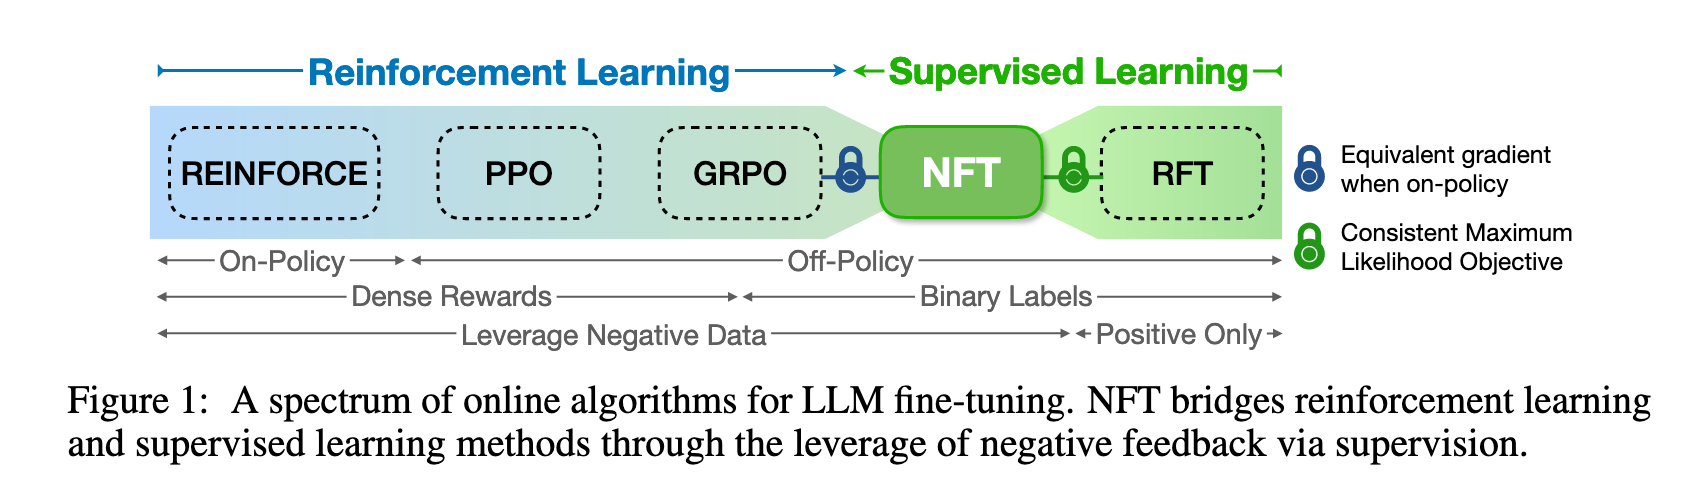 Reinforcement Learning
Supervised Learning
REINFORCE
PPO
GRPO
NFT
RFT
Equivalent gradient
when on-policy
Consistent Maximum
Likelihood Objective
On-Policy
Off-Policy
Dense Rewards
Binary Labels
Leverage Negative Data
Positive Only
Figure 1: A spectrum of online algorithms for LLM fine-tuning. NFT bridges reinforcement learning
and supervised learning methods through the leverage of negative feedback via supervision.